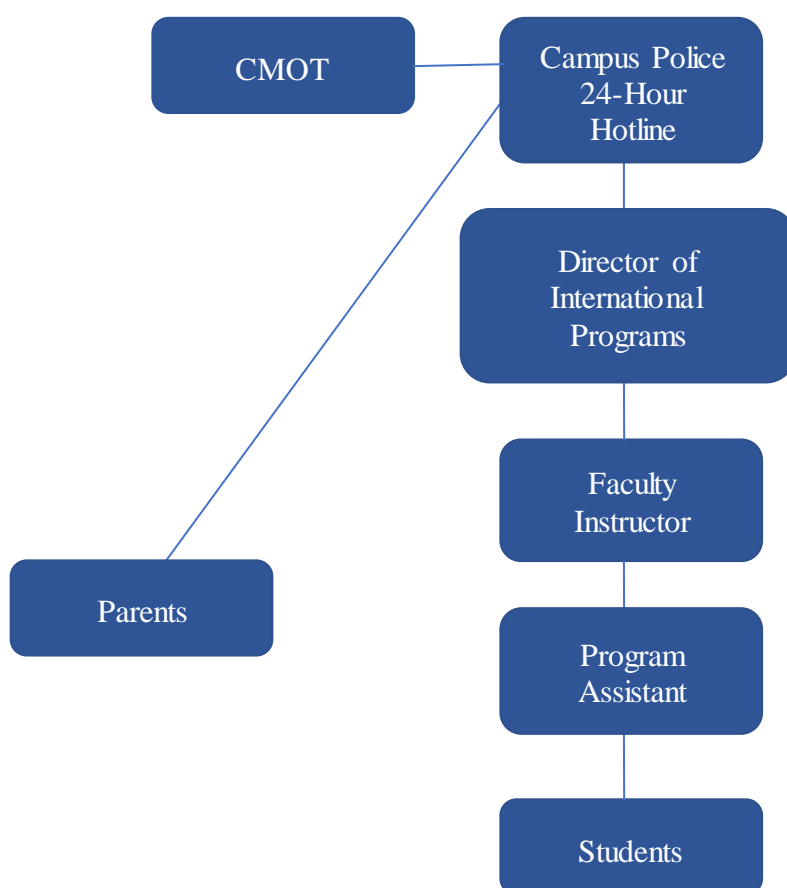 CMOT
Campus Police
24-Hour
Hotline
Director of
International
Programs
Faculty
Instructor
Parents
Program
Assistant
Students